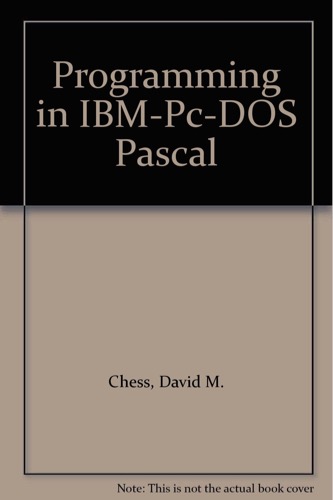 Programming
in IBM-Pc-DOS
Pascal
Chess, David M.
Note: This is not the actual book cover